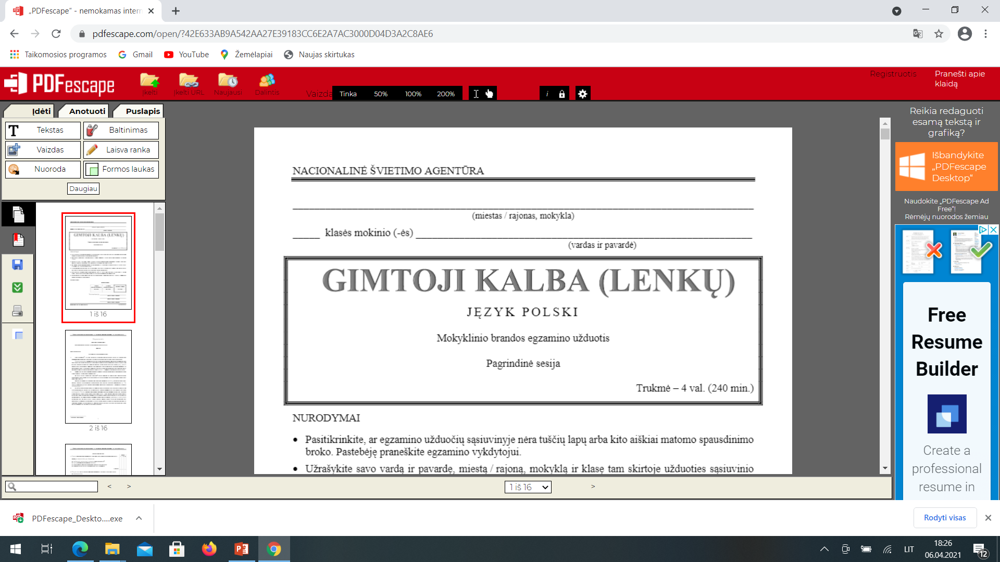 „PDFescape“ - nemokamas intern
pdfescape.com/open/?42E633AB9A542AA27E39183CC6E2A7AC3000D04D3A2C8AE6
Taikomosios programos
Gmail
YouTube
Žemėlapiai
Naujas skirtukas
PDFescape
Įkelti
Įkelti URL
Naujausi
Dalintis
Vaizda
Tinka
50%
100%
200%
i
Registruotis
Pranešti apie
klaidą
Įdėti
Anotuoti
Puslapis
T Tekstas
Baltinimas
Vaizdas
Laisva ranka
Nuoroda
Formos laukas
Daugiau
GIMTOJI KALBA (LENKŲ)
1 iš 16
2 iš 16
NACIONALINĖ ŠVIETIMO AGENTŪRA
(miestas / rajonas, mokykla)
klasės mokinio (-ės)
(vardas ir pavardė)
GIMTOJI KALBA (LENKŲ)
JĘZYK POLSKI
Mokyklinio brandos egzamino užduotis
Pagrindinė sesija
Trukmė – 4 val. (240 min.)
NURODYMAI
• Pasitikrinkite, ar egzamino užduočių sąsiuvinyje nėra tuščių lapų arba kito aiškiai matomo spausdinimo
broko. Pastebėję praneškite egzamino vykdytojui.
• Užrašykite savo vardą ir pavardę, miestą / rajoną, mokyklą ir klasę tam skirtoje užduoties sąsiuvinio
Reikia redaguoti
esamą tekstą ir
grafiką?
Išbandykite
„PDFescape
Desktop“
Naudokite „PDFescape Ad
Free“!
Rėmėjų nuorodos žemiau
Free
Resume
Builder
Create a
professional
resume in
< >
1 iš 16
>
PDFescape_Deskto....exe
Rodyti visas
LIT
18:26
06.04.2021
12